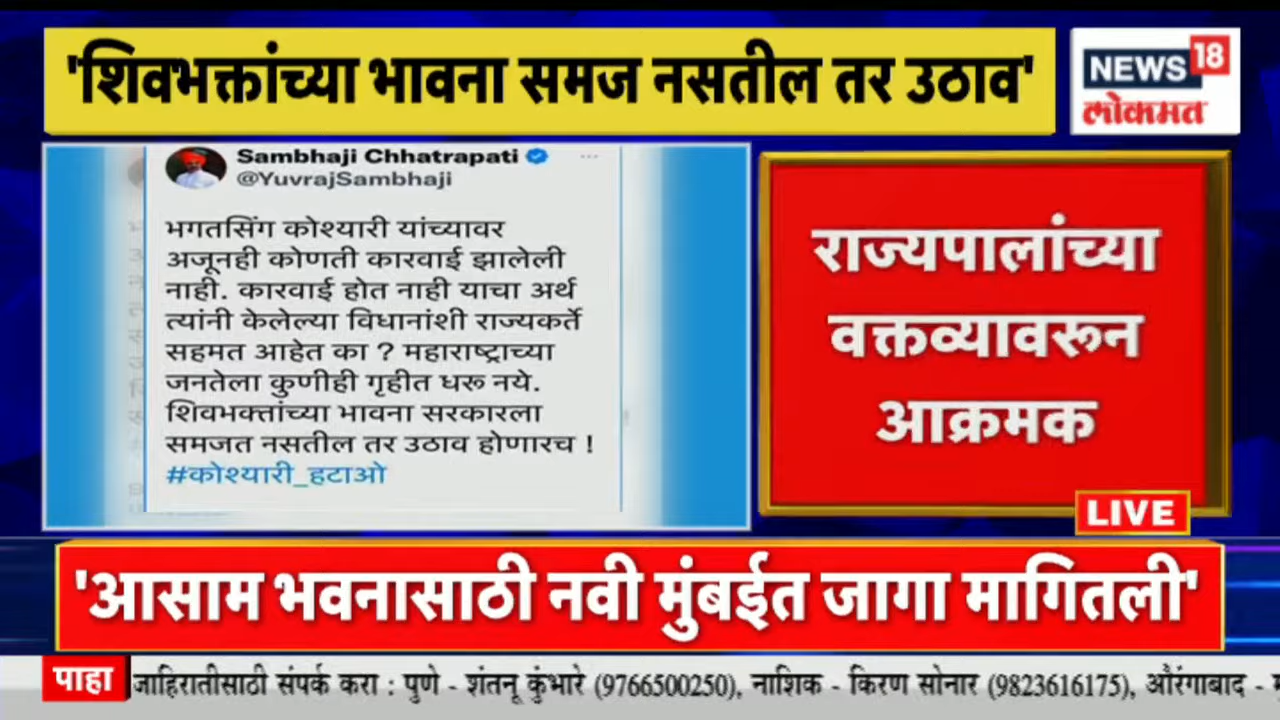 'शिवभक्तांच्या भावना समज नसतील तर उठाव'
NEWS 18
लोकमत
Sambhaji Chhatrapati
@YuvrajSambhaji
भगतसिंग कोश्यारी यांच्यावर
अजूनही कोणती कारवाई झालेली
नाही. कारवाई होत नाही याचा अर्थ
त्यांनी केलेल्या विधानांशी राज्यकर्ते
सहमत आहेत का ? महाराष्ट्राच्या
जनतेला कुणीही गृहीत धरू नये.
शिवभक्तांच्या भावना सरकारला
समजत नसतील तर उठाव होणारच !
#कोश्यारी_हटाओ
राज्यपालांच्या
वक्तव्यावरून
आक्रमक
LIVE
'आसाम भवनासाठी नवी मुंबईत जागा मागितली'
पाहा जाहिरातीसाठी संपर्क करा : पुणे - शंतनू कुंभारे (9766500250), नाशिक - किरण सोनार (9823616175), औरंगाबाद -